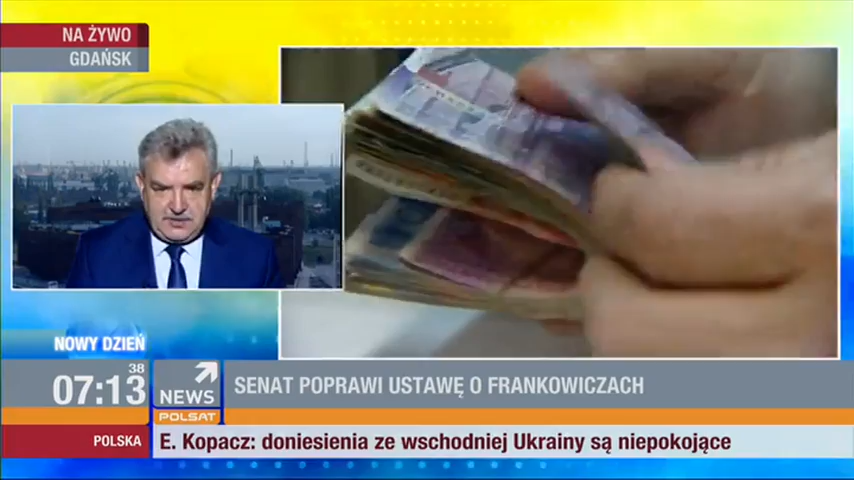 NA ŻYWO
GDAŃSK
NOWY DZIEŃ
07:13 38
NEWS
POLSAT
SENAT POPRAWI USTAWĘ O FRANKOWICZACH
POLSKA
E. Kopacz: doniesienia ze wschodniej Ukrainy są niepokojące